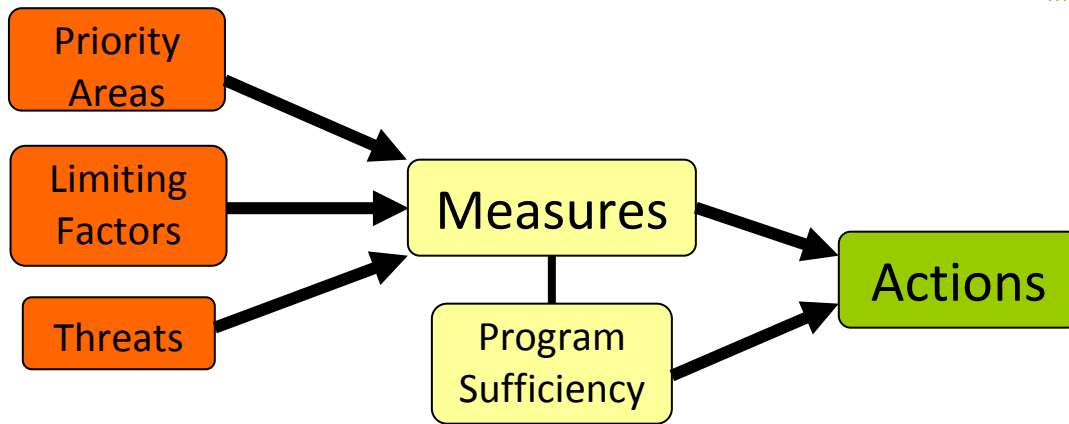 Priority
Areas
Limiting
Factors
Threats
Measures
Program
Sufficiency
Actions